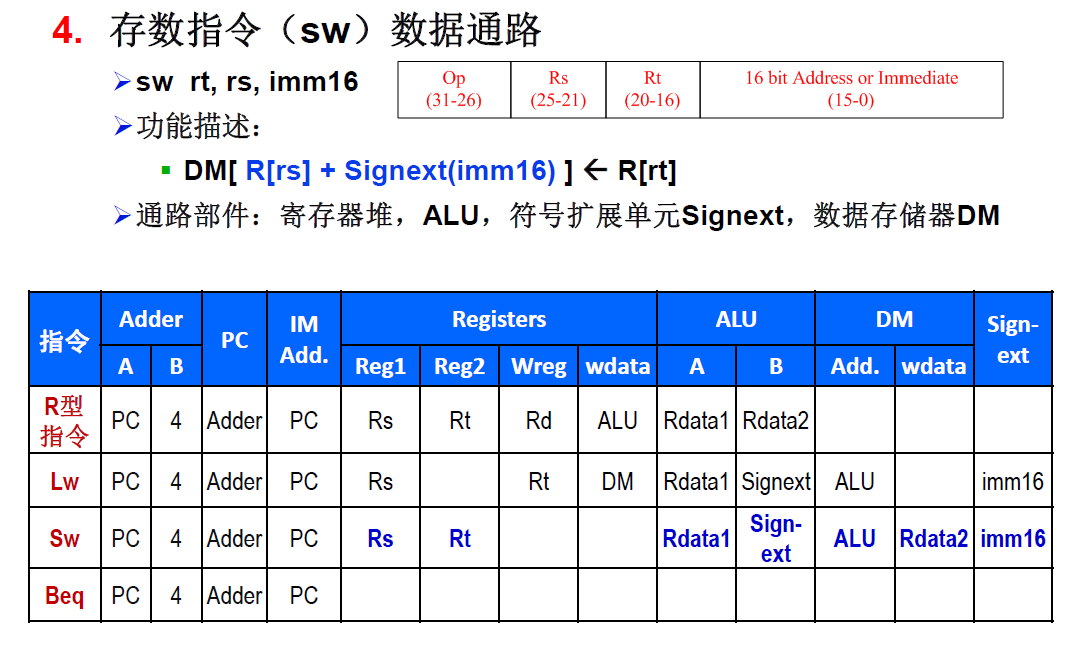 4. 存数指令（sw）数据通路
sw rt, rs, imm16
Op Rs Rt 16 bit Address or Immediate
(31-26) (25-21) (20-16) (15-0)
功能描述：
DM[ R[rs] + Signext(imm16) ] ← R[rt]
通路部件：寄存器堆，ALU，符号扩展单元Signext，数据存储器DM
指令 Adder PC IM Add. Registers ALU DM Sign-ext
A B Reg1 Reg2 Wreg wdata A B Add. wdata
R型指令 PC 4 Adder PC Rs Rt Rd ALU Rdata1 Rdata2
Lw PC 4 Adder PC Rs Rt DM Rdata1 Signext ALU imm16
Sw PC 4 Adder PC Rs Rt Rdata1 Sign-ext ALU Rdata2 imm16
Beq PC 4 Adder PC